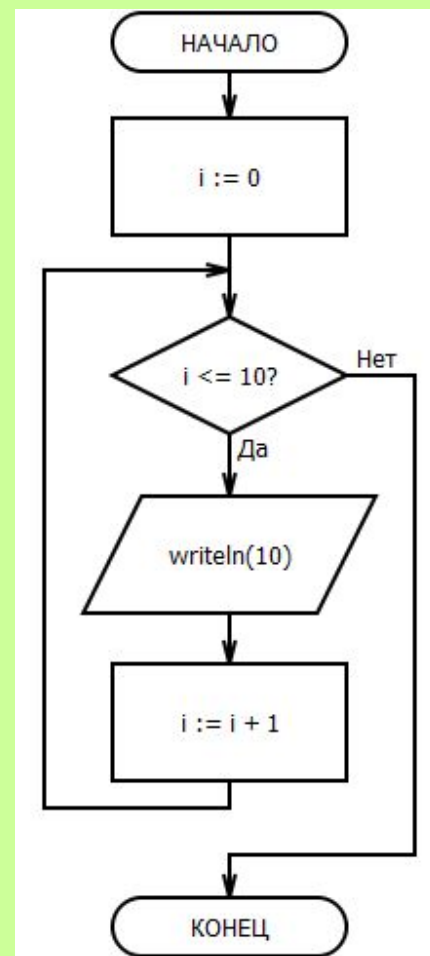 НАЧАЛО
i := 0
i <= 10?
Нет
Да
writeln(10)
i := i + 1
КОНЕЦ